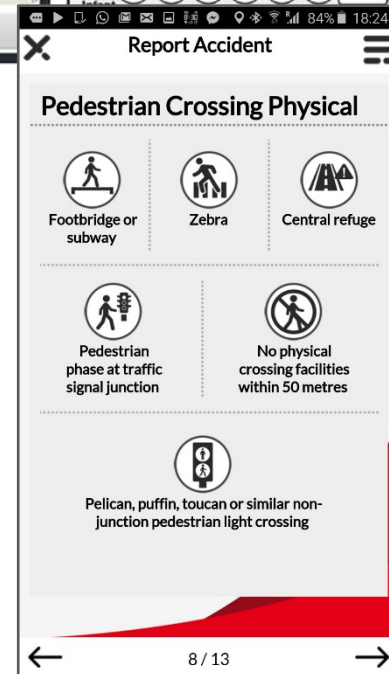 Infant
84% 18:24
Report Accident
Pedestrian Crossing Physical
Footbridge or
subway
Zebra
Central refuge
Pedestrian
phase at traffic
signal junction
No physical
crossing facilities
within 50 metres
Pelican, puffin, toucan or similar non-
junction pedestrian light crossing
8 / 13